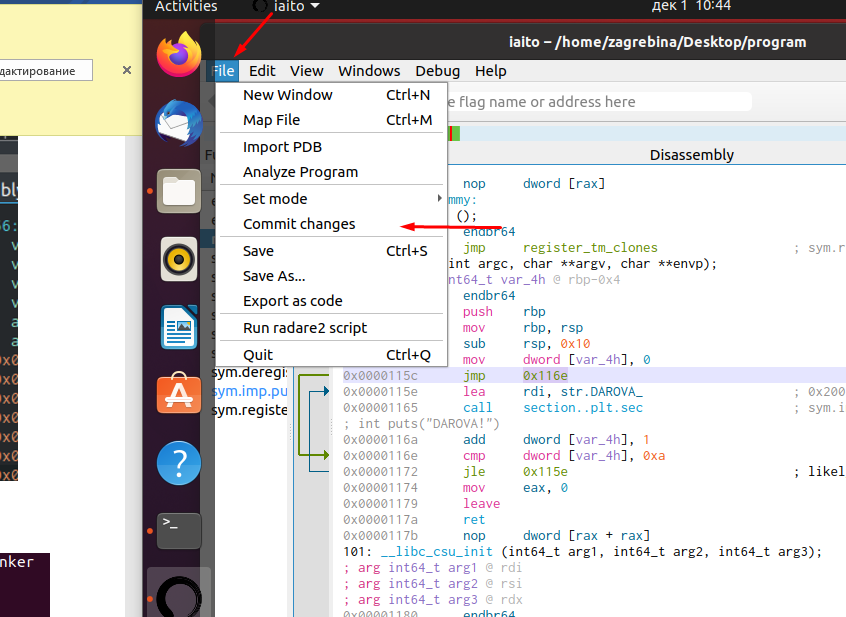 Activities
iaito
дек 1 10:44
iaito – /home/zagrebina/Desktop/program
дактирование
×
File Edit View Windows Debug Help
New Window Ctrl+N
Map File Ctrl+M
Import PDB
Analyze Program
Set mode
Commit changes
Save Ctrl+S
Save As...
Export as code
Run radare2 script
Quit Ctrl+Q
e flag name or address here
Disassembly
nop dword [rax]
mmy:
();
endbr64
jmp register_tm_clones ; sym.r
int argc, char **argv, char **envp);
nt64_t var_4h @ rbp-0x4
endbr64
push rbp
mov rbp, rsp
sub rsp, 0x10
mov dword [var_4h], 0
0x0000115c jmp 0x116e
0x0000115e lea rdi, str.DAROVA_ ; 0x200
0x00001165 call section..plt.sec ; sym.i
; int puts("DAROVA!")
0x0000116a add dword [var_4h], 1
0x0000116e cmp dword [var_4h], 0xa
0x00001172 jle 0x115e ; likel
0x00001174 mov eax, 0
0x00001179 leave
0x0000117a ret
0x0000117b nop dword [rax + rax]
101: __libc_csu_init (int64_t arg1, int64_t arg2, int64_t arg3);
; arg int64_t arg1 @ rdi
; arg int64_t arg2 @ rsi
; arg int64_t arg3 @ rdx
0x00001180 endbr64
sym.deregis
sym.imp.pu
sym.registe
nker